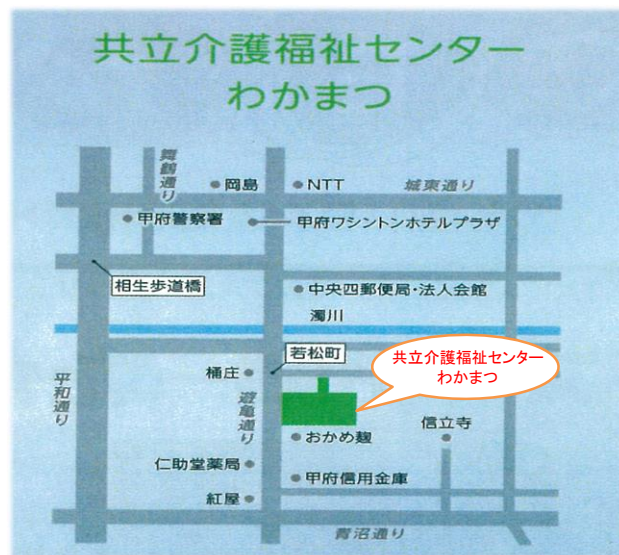 共立介護福祉センター
わかまつ
舞鶴通り
岡島
NTT
城東通り
甲府警察署
甲府ワシントンホテルプラザ
相生歩道橋
中央四郵便局・法人会館
濁川
若松町
共立介護福祉センター
わかまつ
桶庄
平和通り
遊亀通り
おかめ麹
信立寺
仁助堂薬局
甲府信用金庫
紅屋
青沼通り